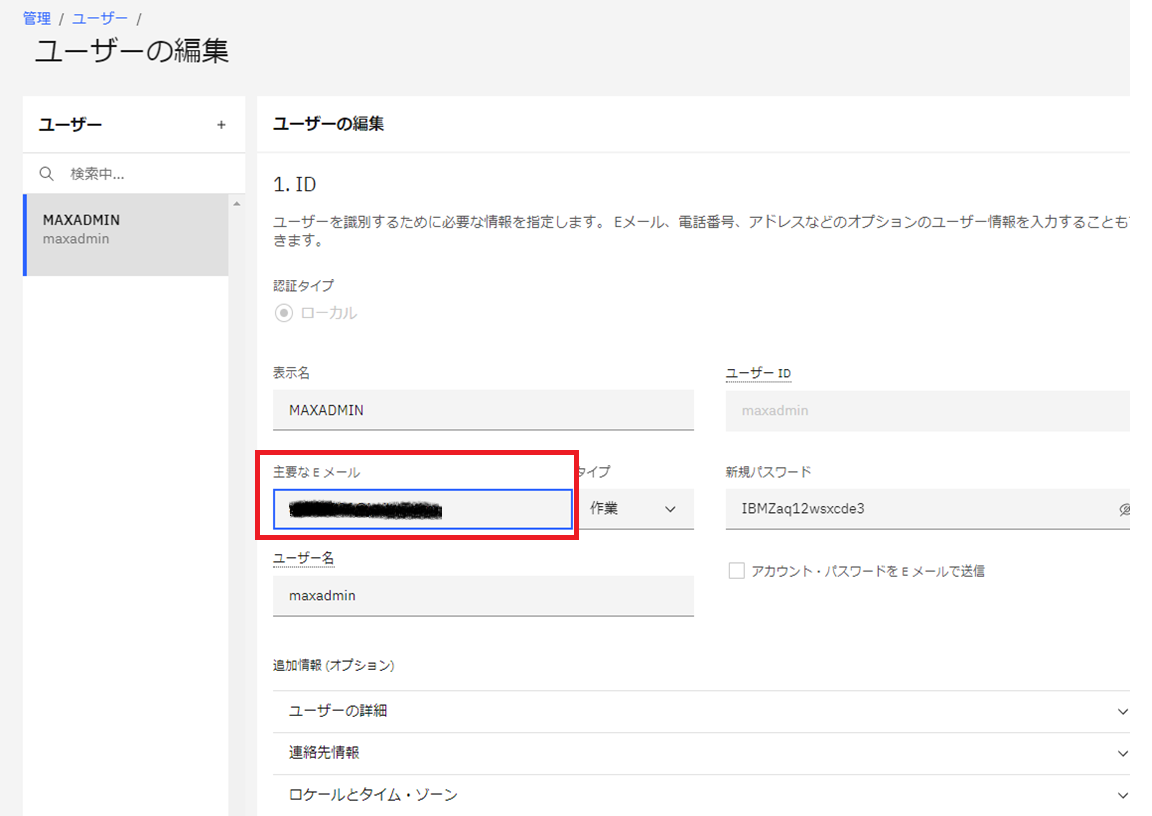 管理 / ユーザー /
ユーザーの編集
ユーザー +
検索中...
MAXADMIN
maxadmin
ユーザーの編集
1. ID
ユーザーを識別するために必要な情報を指定します。 Eメール、電話番号、アドレスなどのオプションのユーザー情報を入力することも
きます。
認証タイプ
ローカル
表示名
MAXADMIN
ユーザー ID
maxadmin
主要な E メール
タイプ
作業
新規パスワード
IBMZaq12wsxcde3
ユーザー名
maxadmin
アカウント・パスワードを E メールで送信
追加情報 (オプション)
ユーザーの詳細
連絡先情報
ロケールとタイム・ゾーン